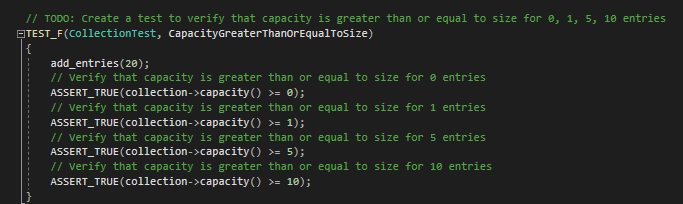 // TODO: Create a test to verify that capacity is greater than or equal to size for 0, 1, 5, 10 entries
TEST_F(CollectionTest, CapacityGreaterThanOrEqualToSize)
{
add_entries(20);
// Verify that capacity is greater than or equal to size for 0 entries
ASSERT_TRUE(collection->capacity() >= 0);
// Verify that capacity is greater than or equal to size for 1 entries
ASSERT_TRUE(collection->capacity() >= 1);
// Verify that capacity is greater than or equal to size for 5 entries
ASSERT_TRUE(collection->capacity() >= 5);
// Verify that capacity is greater than or equal to size for 10 entries
ASSERT_TRUE(collection->capacity() >= 10);
}